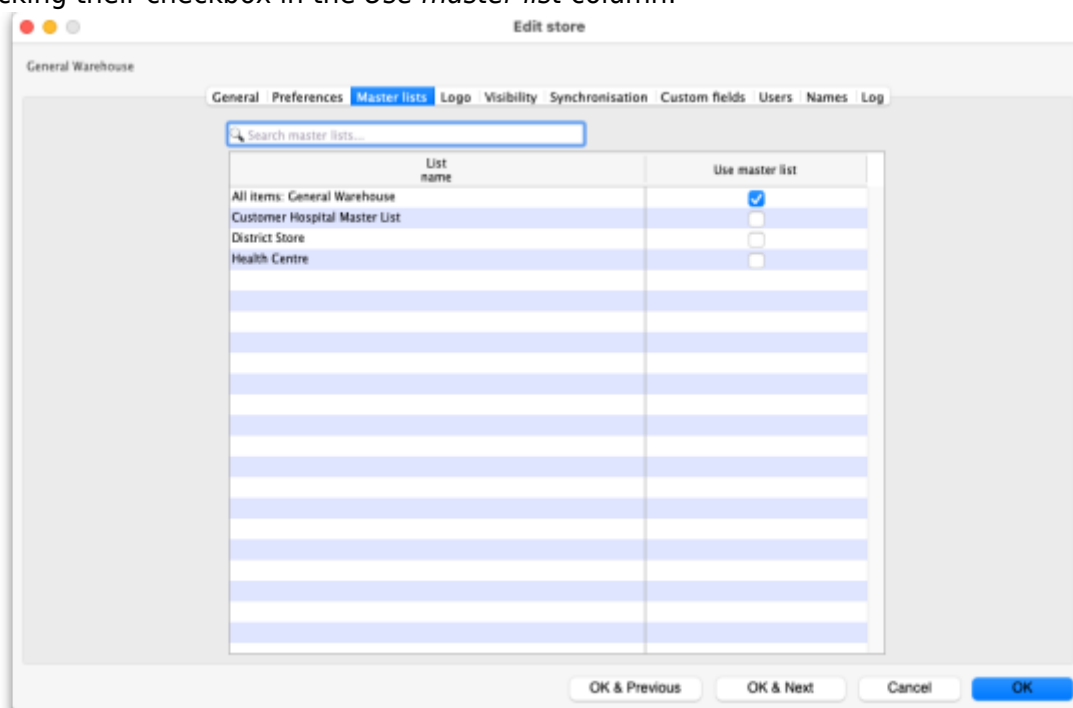 cking their checkbox in the Use master list column.
Edit store
General Warehouse
General Preferences Master lists Logo Visibility Synchronisation Custom fields Users Names Log
Search master lists...
List
name
Use master list
All items: General Warehouse
Customer Hospital Master List
District Store
Health Centre
OK & Previous OK & Next Cancel OK